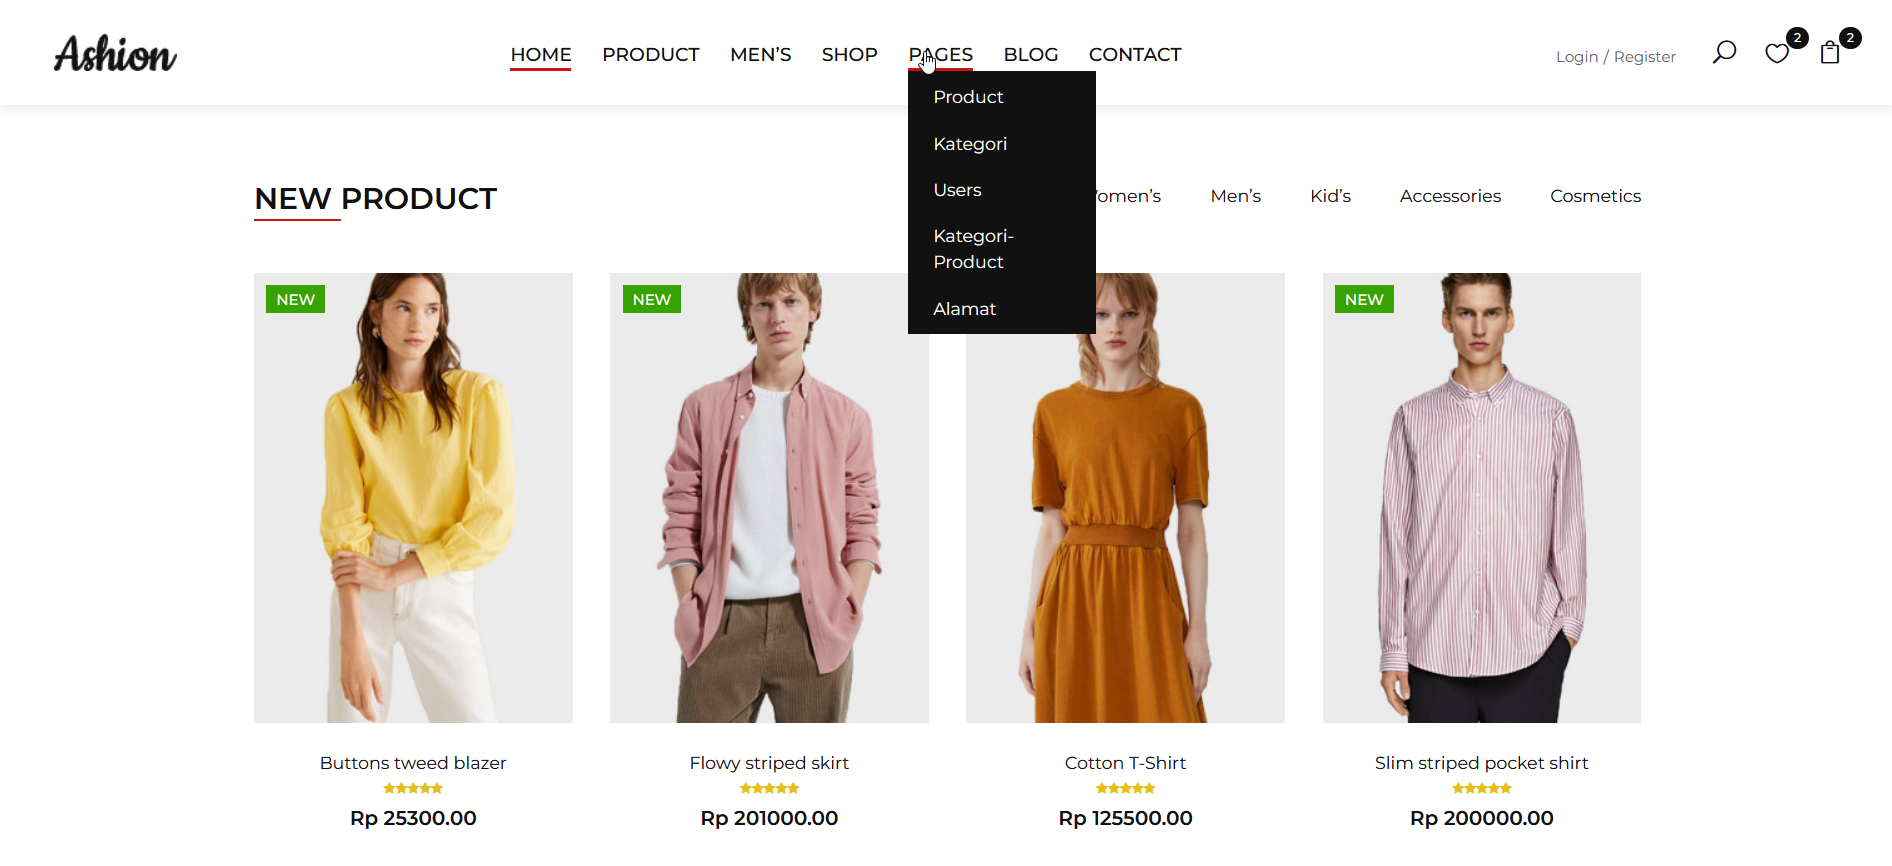 Ashion
HOME PRODUCT MEN'S SHOP PAGES BLOG CONTACT
Login / Register
2
2
Product
Kategori
Users
Kategori-
Product
Alamat
NEW PRODUCT
omen's Men's Kid's Accessories Cosmetics
NEW
NEW
NEW
Buttons tweed blazer
Rp 25300.00
Flowy striped skirt
Rp 201000.00
Cotton T-Shirt
Rp 125500.00
Slim striped pocket shirt
Rp 200000.00